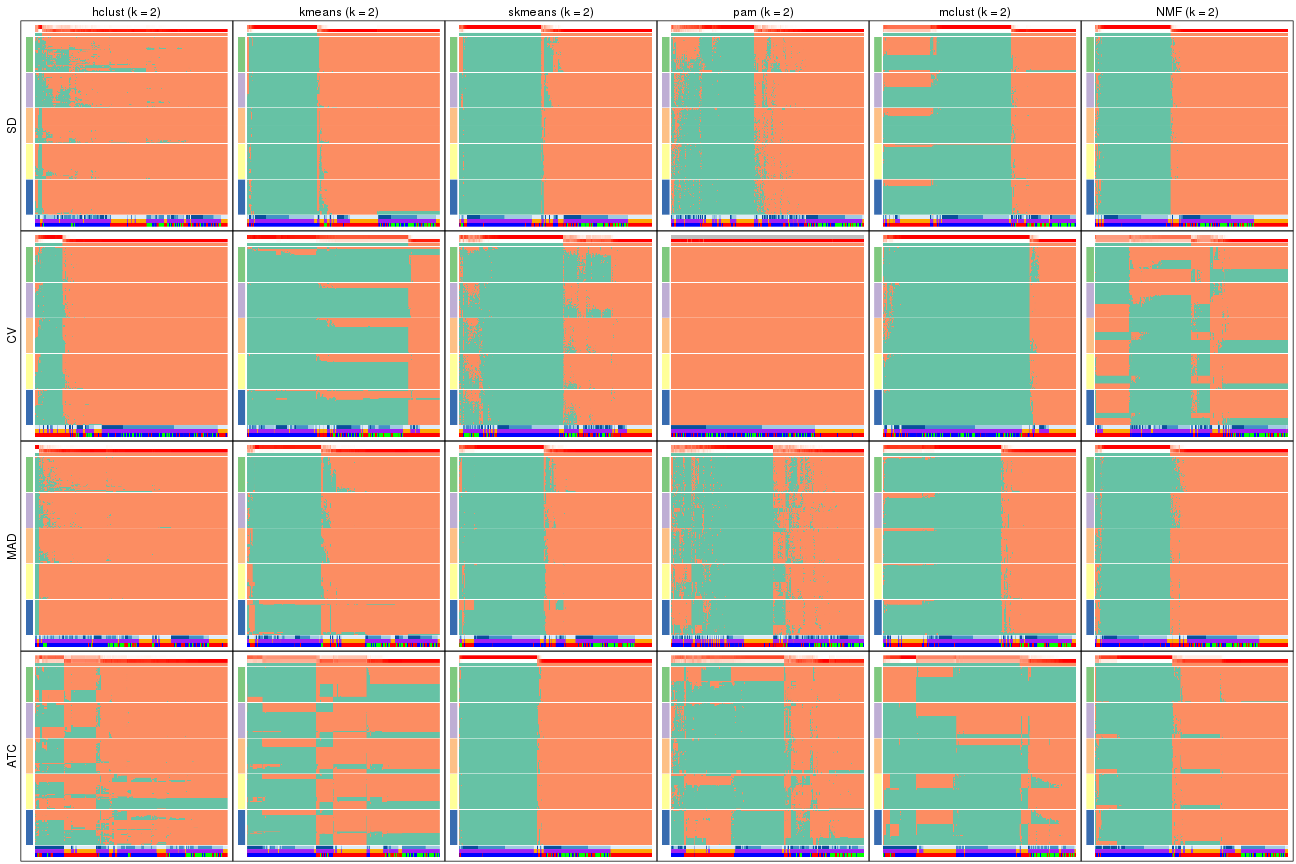 hclust (k = 2)
kmeans (k = 2)
skmeans (k = 2)
pam (k = 2)
mclust (k = 2)
NMF (k = 2)
SD
CV
MAD
ATC